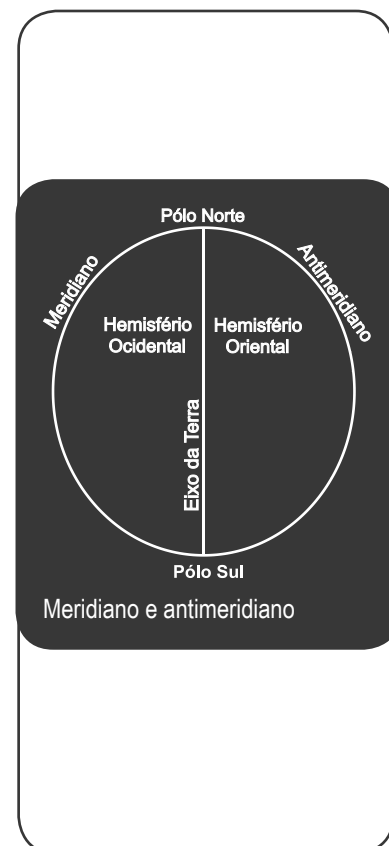 Pólo Norte
Meridiano
Antimeridiano
Hemisfério
Ocidental
Hemisfério
Oriental
Eixo da Terra
Pólo Sul
Meridiano e antimeridiano